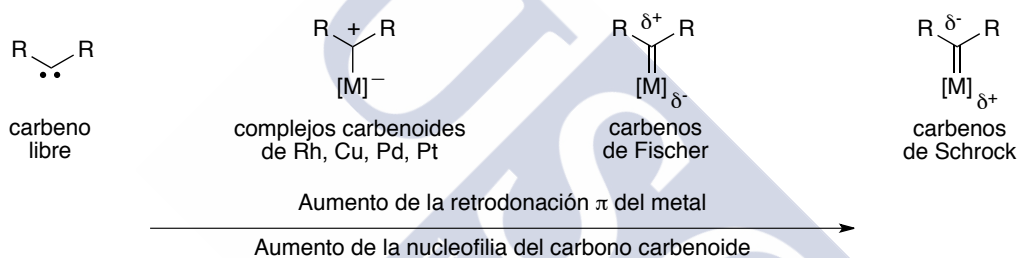 R R
R + R
[M] −
R δ+ R
[M] δ-
R δ- R
[M] δ+
carbeno
libre
complejos carbenoides
de Rh, Cu, Pd, Pt
carbenos
de Fischer
carbenos
de Schrock
Aumento de la retrodonación π del metal
Aumento de la nucleofilia del carbono carbenoide